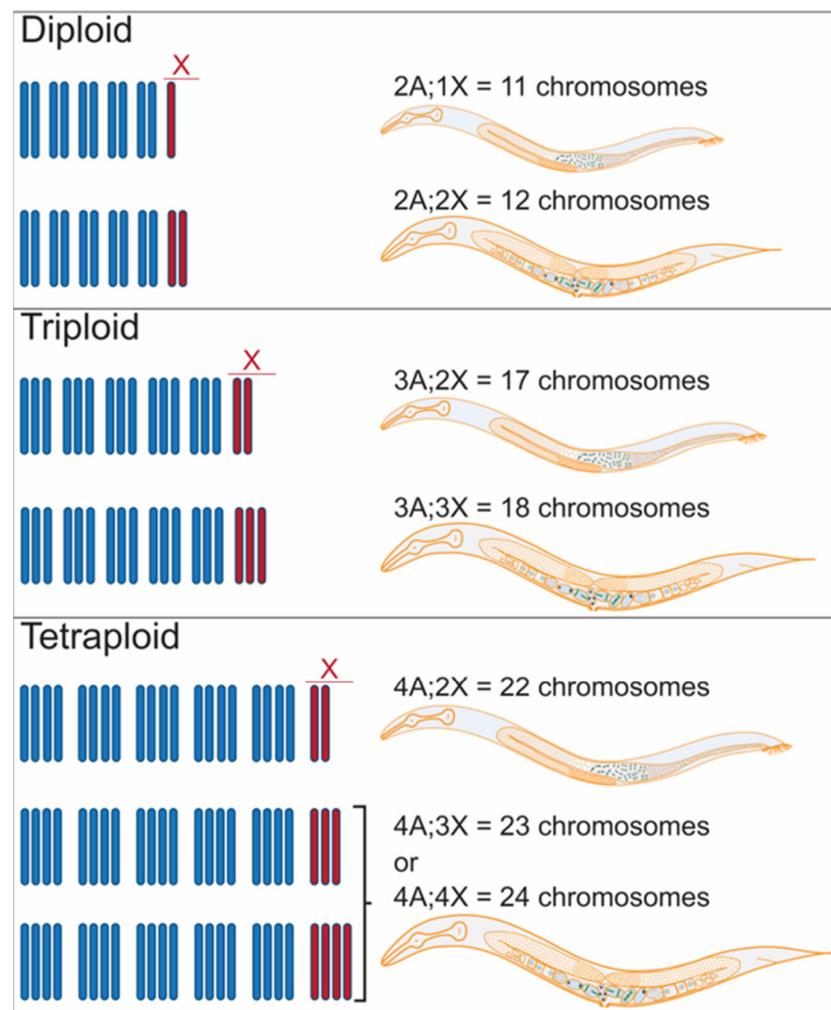 Diploid
X
2A;1X = 11 chromosomes
2A;2X = 12 chromosomes
Triploid
X
3A;2X = 17 chromosomes
3A;3X = 18 chromosomes
Tetraploid
X
4A;2X = 22 chromosomes
4A;3X = 23 chromosomes
or
4A;4X = 24 chromosomes